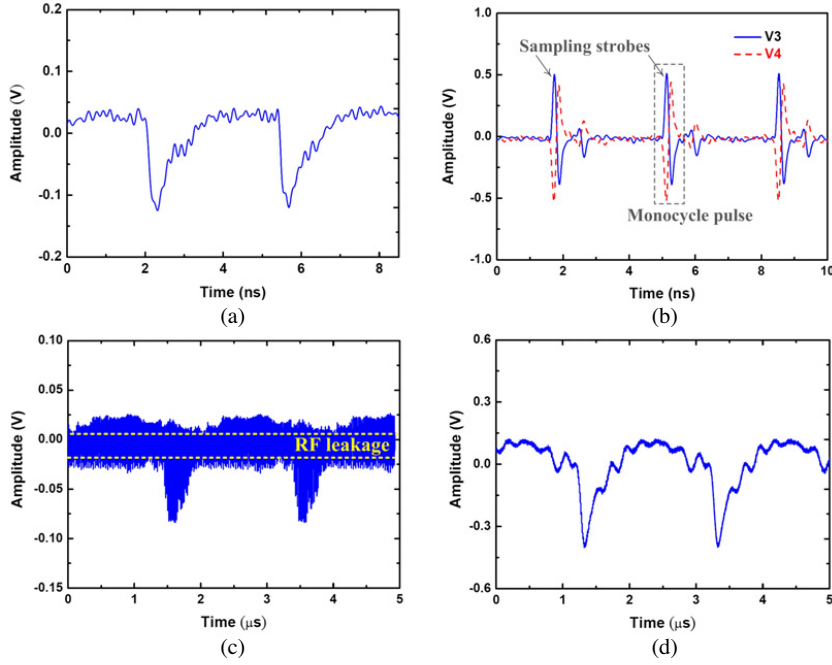 0.2
0.1
0.0
-0.1
-0.2
Amplitude (V)
0 2 4 6 8
Time (ns)
(a)
1.0
0.5
0.0
-0.5
-1.0
Amplitude (V)
Sampling strobes
V3
V4
Monocycle pulse
0 2 4 6 8 10
Time (ns)
(b)
0.10
0.05
0.00
-0.05
-0.10
-0.15
Amplitude (V)
RF leakage
0 1 2 3 4 5
Time (μs)
(c)
0.6
0.3
0.0
-0.3
-0.6
Amplitude (V)
0 1 2 3 4 5
Time (μs)
(d)